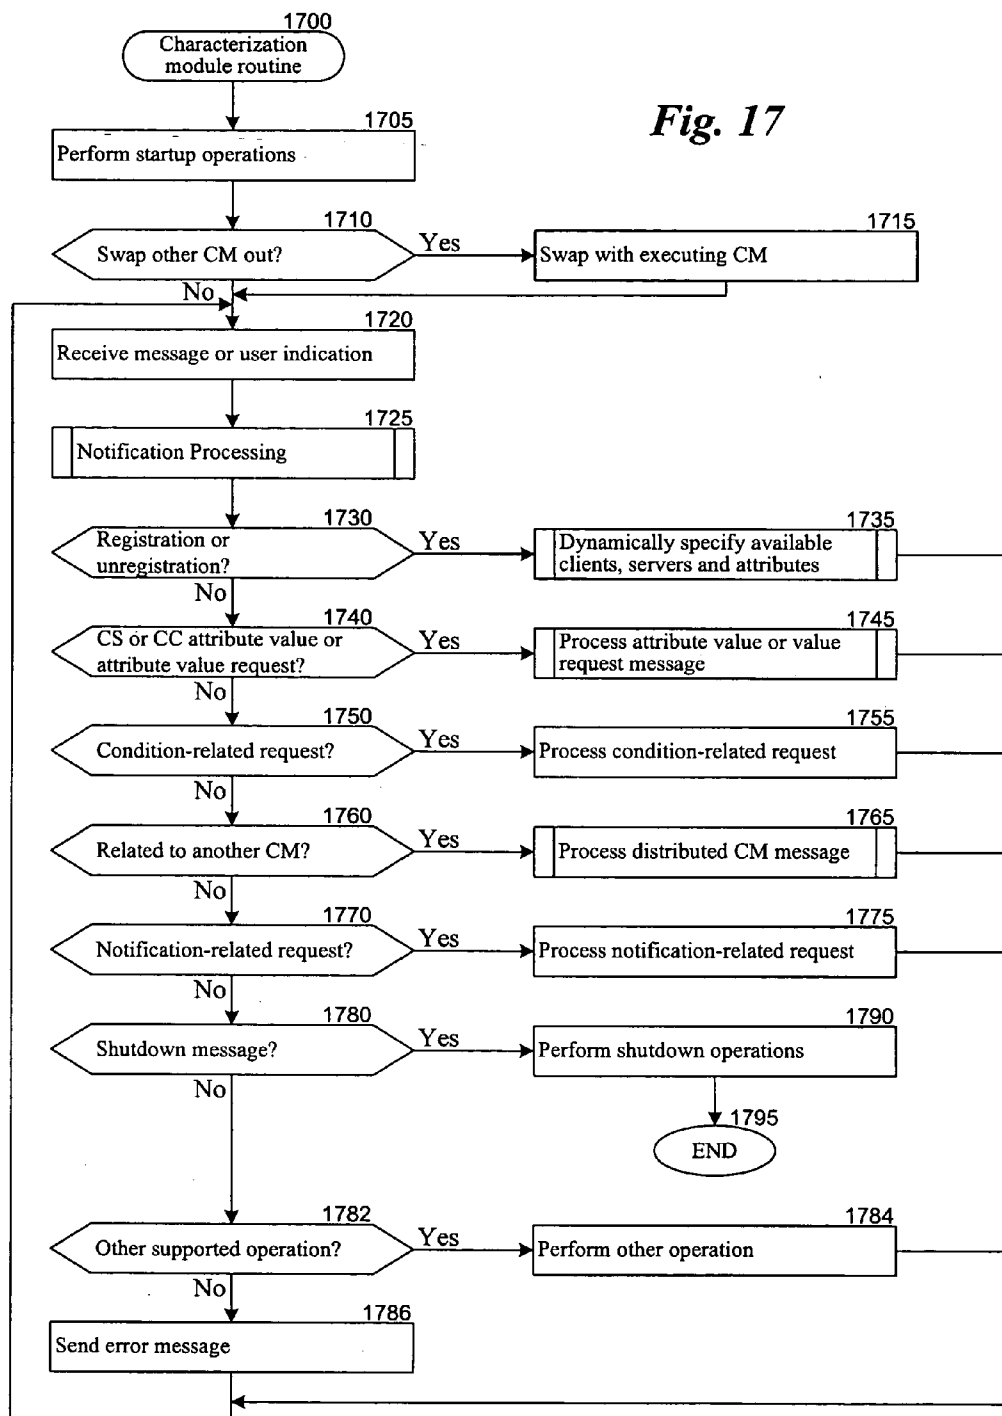 1700
Characterization
module routine
Fig. 17
1705
Perform startup operations
1710
Swap other CM out?
Yes
1715
Swap with executing CM
No
1720
Receive message or user indication
1725
Notification Processing
1730
Registration or
unregistration?
Yes
1735
Dynamically specify available
clients, servers and attributes
No
1740
CS or CC attribute value or
attribute value request?
Yes
1745
Process attribute value or value
request message
No
1750
Condition-related request?
Yes
1755
Process condition-related request
No
1760
Related to another CM?
Yes
1765
Process distributed CM message
No
1770
Notification-related request?
Yes
1775
Process notification-related request
No
1780
Shutdown message?
Yes
1790
Perform shutdown operations
No
1795
END
1782
Other supported operation?
Yes
1784
Perform other operation
No
1786
Send error message